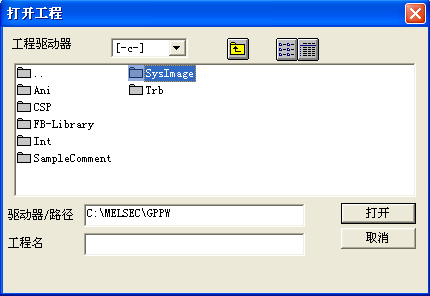 打开工程
工程驱动器 [-c-]
.. SysImage
Ani Trb
CSP
FB-Library
Int
SampleComment
驱动器/路径 C:\MELSEC\GPPW 打开
工程名 取消